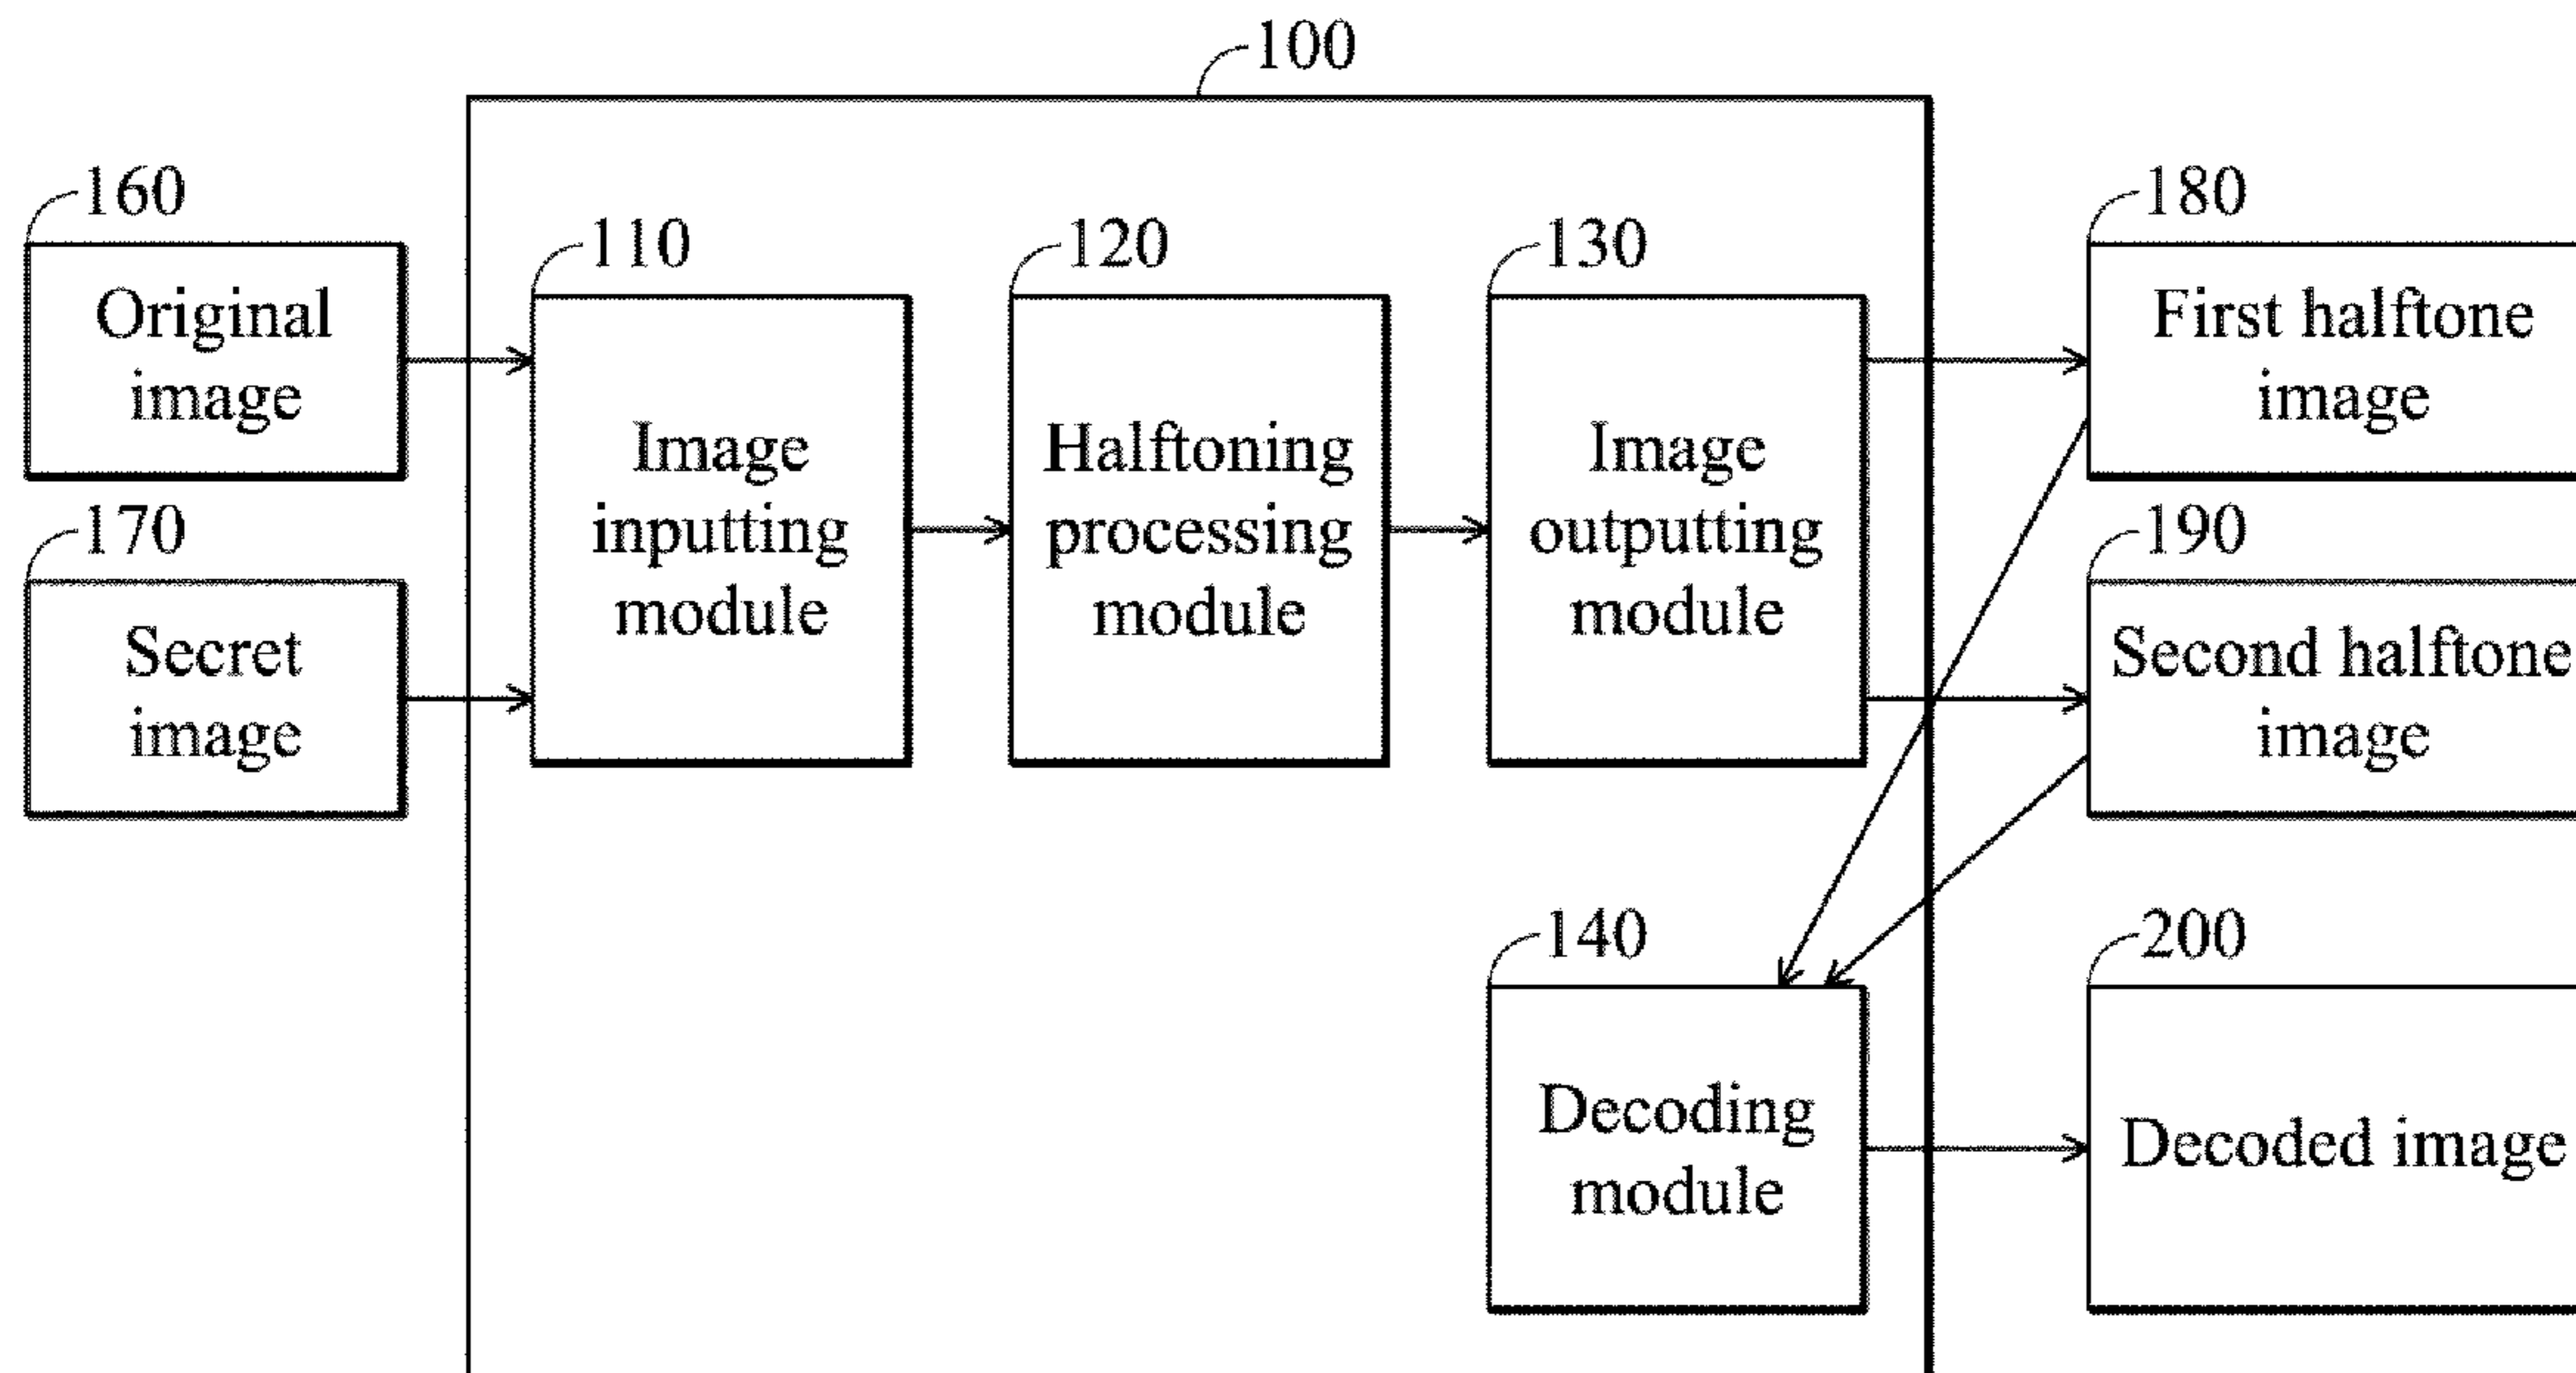 100
160
Original
image
170
Secret
image
110
Image
inputting
module
120
Halftoning
processing
module
130
Image
outputting
module
180
First halftone
image
190
Second halftone
image
140
Decoding
module
200
Decoded image